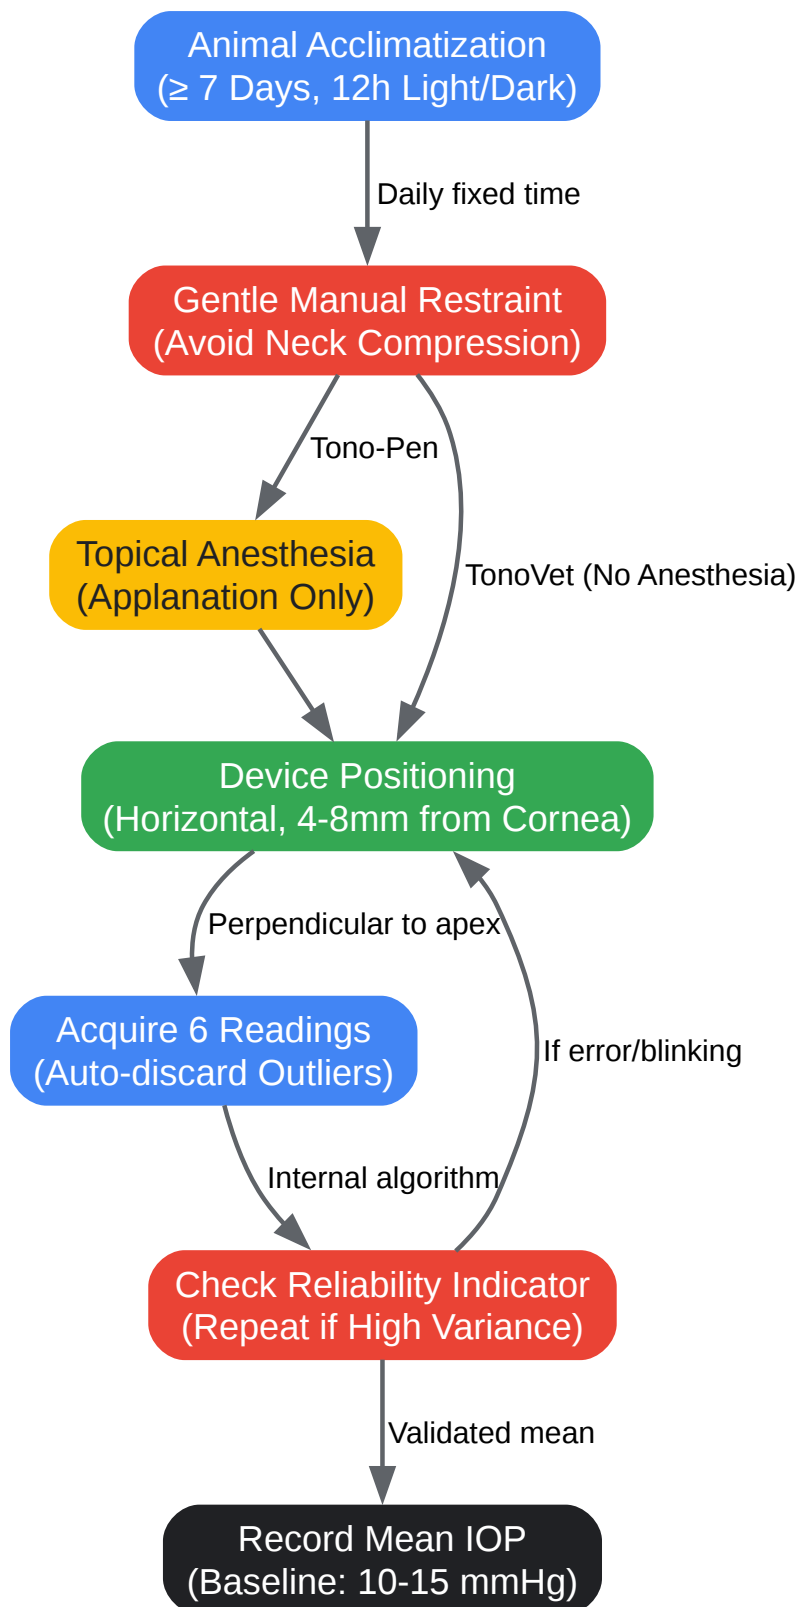 Animal Acclimatization
(≥ 7 Days, 12h Light/Dark)
Daily fixed time
Gentle Manual Restraint
(Avoid Neck Compression)
Tono-Pen
Topical Anesthesia
(Applanation Only)
TonoVet (No Anesthesia)
Device Positioning
(Horizontal, 4-8mm from Cornea)
Perpendicular to apex
Acquire 6 Readings
(Auto-discard Outliers)
If error/blinking
Internal algorithm
Check Reliability Indicator
(Repeat if High Variance)
Validated mean
Record Mean IOP
(Baseline: 10-15 mmHg)